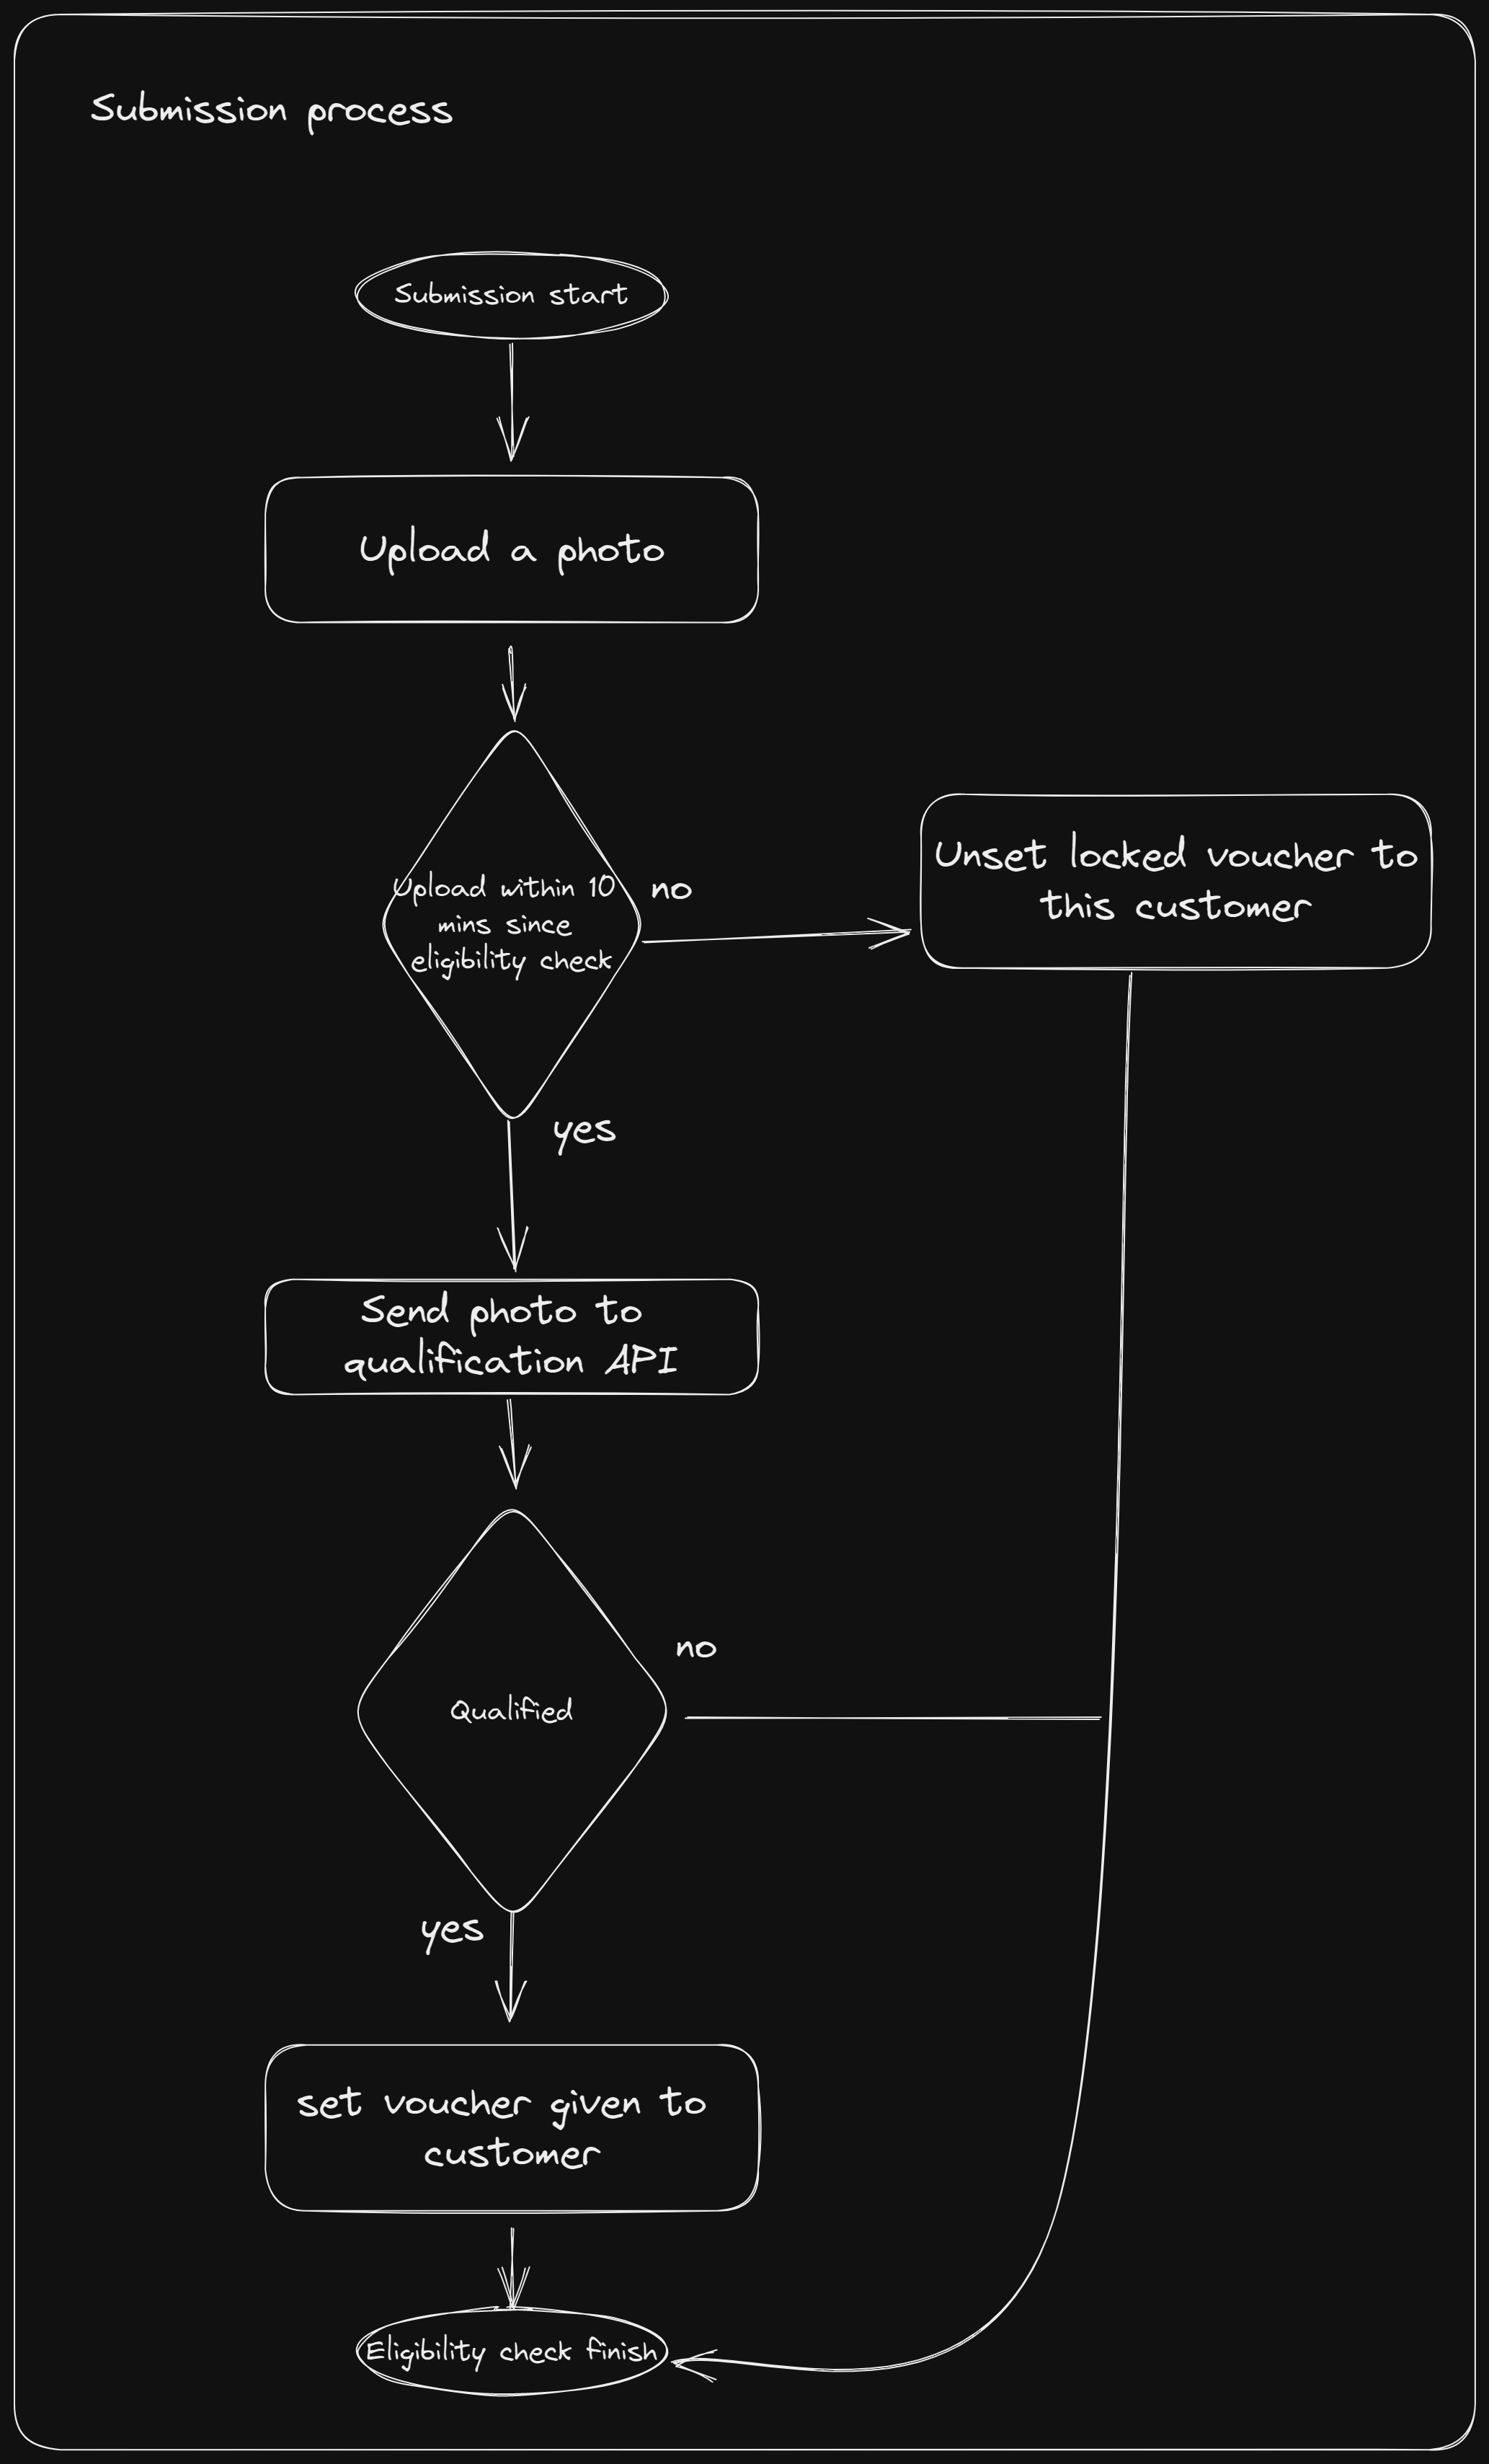 Submission process
Submission start
Upload a photo
Upload within 10
mins since
eligibility check
no
Unset locked voucher to
this customer
yes
Send photo to
qualification API
no
Qualified
yes
set voucher given to
customer
Eligibility check finish